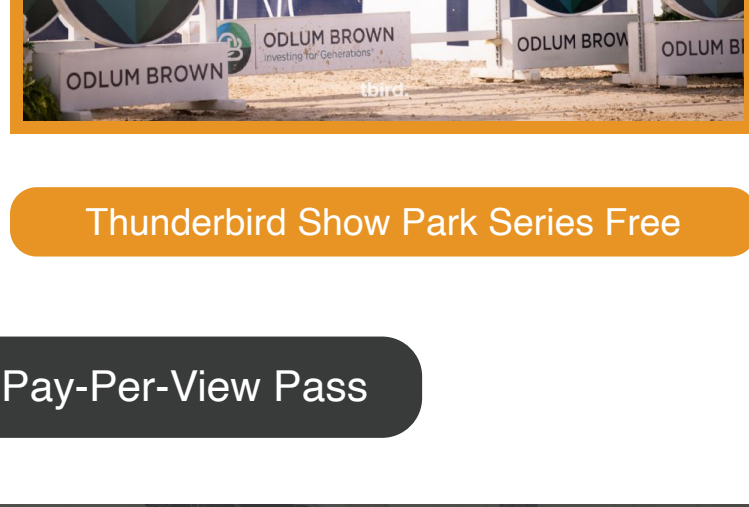 ODLUM BROWN
ODLUM BROWN
Investing for Generations®
ODLUM BROW
ODLUM B
tbird.
Thunderbird Show Park Series Free
Pay-Per-View Pass